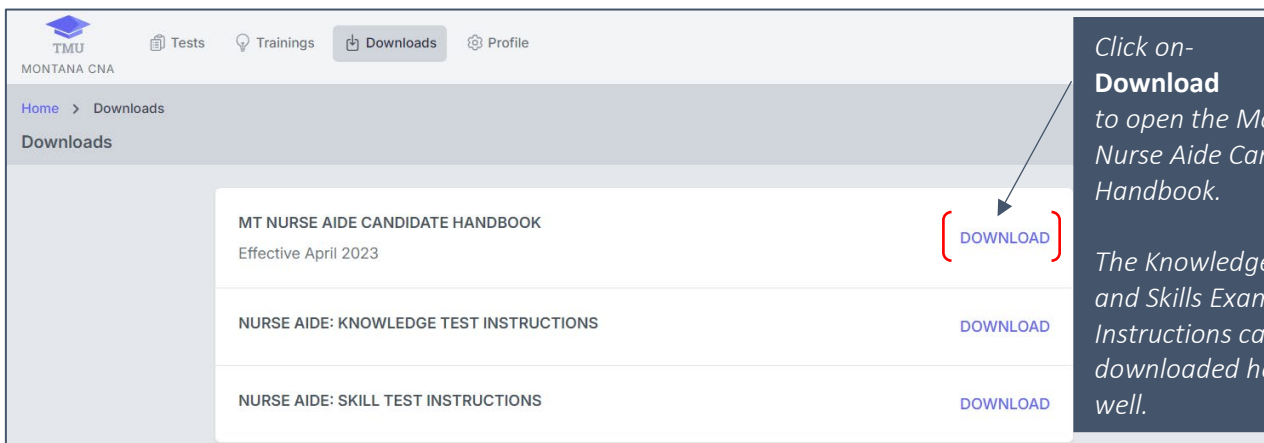 TMU
MONTANA CNA
Tests
Trainings
Downloads
Profile
Home > Downloads
Downloads
MT NURSE AIDE CANDIDATE HANDBOOK
Effective April 2023
DOWNLOAD
NURSE AIDE: KNOWLEDGE TEST INSTRUCTIONS
DOWNLOAD
NURSE AIDE: SKILL TEST INSTRUCTIONS
DOWNLOAD
Click on-
Download
to open the
Nurse Aide
Handbook.
The
and Skills
Instructions
downloaded
well.